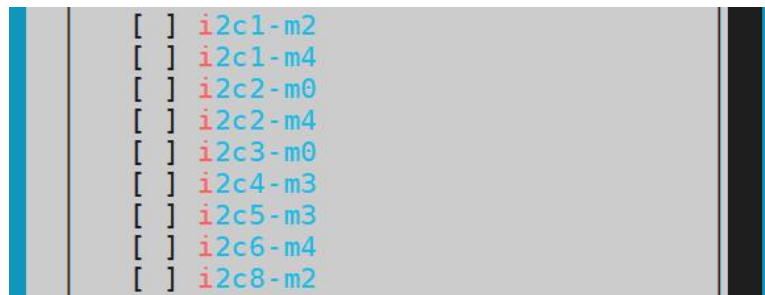 [ ] i2c1-m2
[ ] i2c1-m4
[ ] i2c2-m0
[ ] i2c2-m4
[ ] i2c3-m0
[ ] i2c4-m3
[ ] i2c5-m3
[ ] i2c6-m4
[ ] i2c8-m2